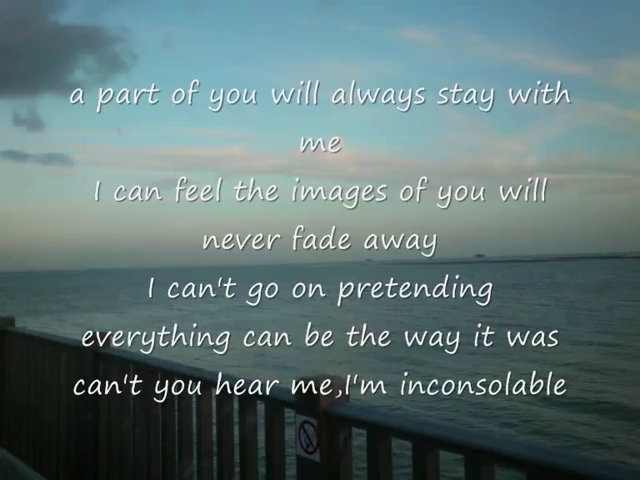 a part of you will always stay with
me
I can feel the images of you will
never fade away
I can't go on pretending
everything can be the way it was
can't you hear me,I'm inconsolable